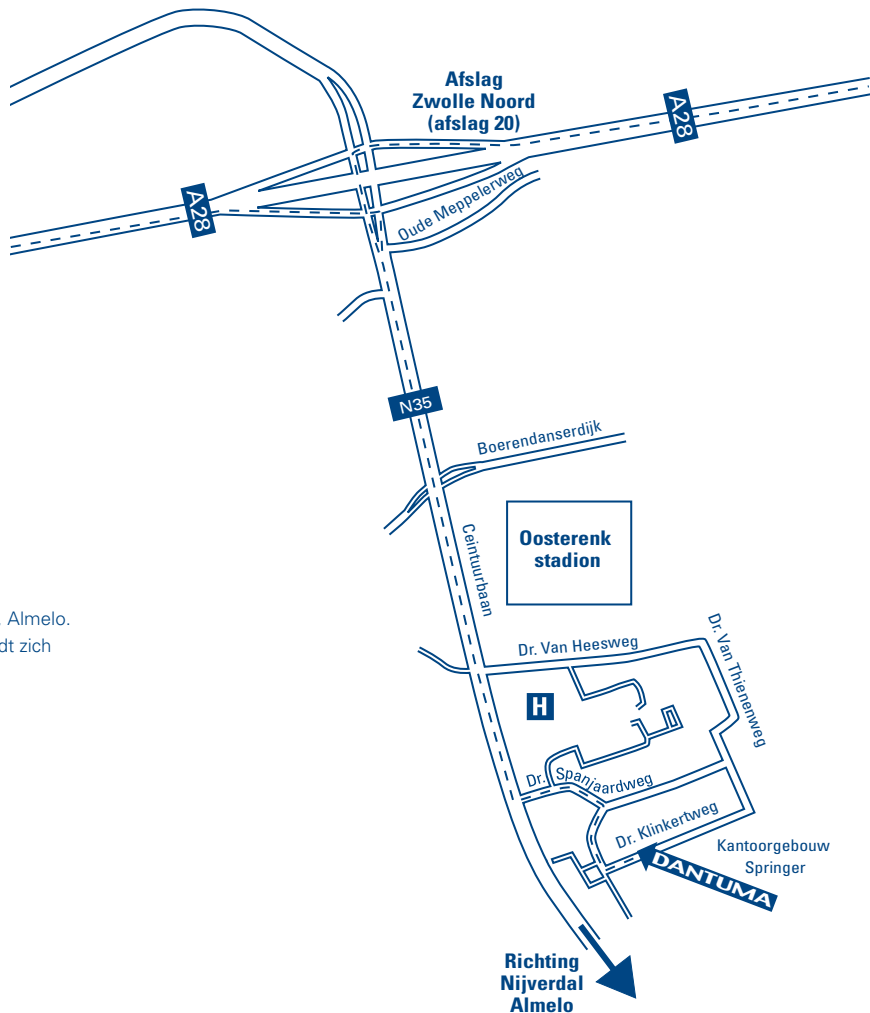 Afslag
Zwolle Noord
(afslag 20)
A28
A28
Oude Meppelerweg
N35
Boerendanserdijk
Ceintuurbaan
Oosterenk
stadion
Almelo.
dt zich
Dr. Van Heesweg
Dr. Van Thienenweg
H
Dr. Spanjaardweg
Dr. Klinkertweg
Kantoorgebouw
Springer
DANTUMA
Richting
Nijverdal
Almelo